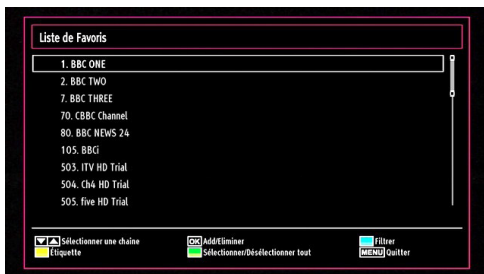 Liste de Favoris
1. BBC ONE
2. BBC TWO
7. BBC THREE
70. CBBC Channel
80. BBC NEWS 24
105. BBCi
503. ITV HD Trial
504. Ch4 HD Trial
505. five HD Trial
Sélectionner une chaîne OK Add/Eliminer Filtrer
Étiquette Sélectionner/Désélectionner tout MENU Quitter